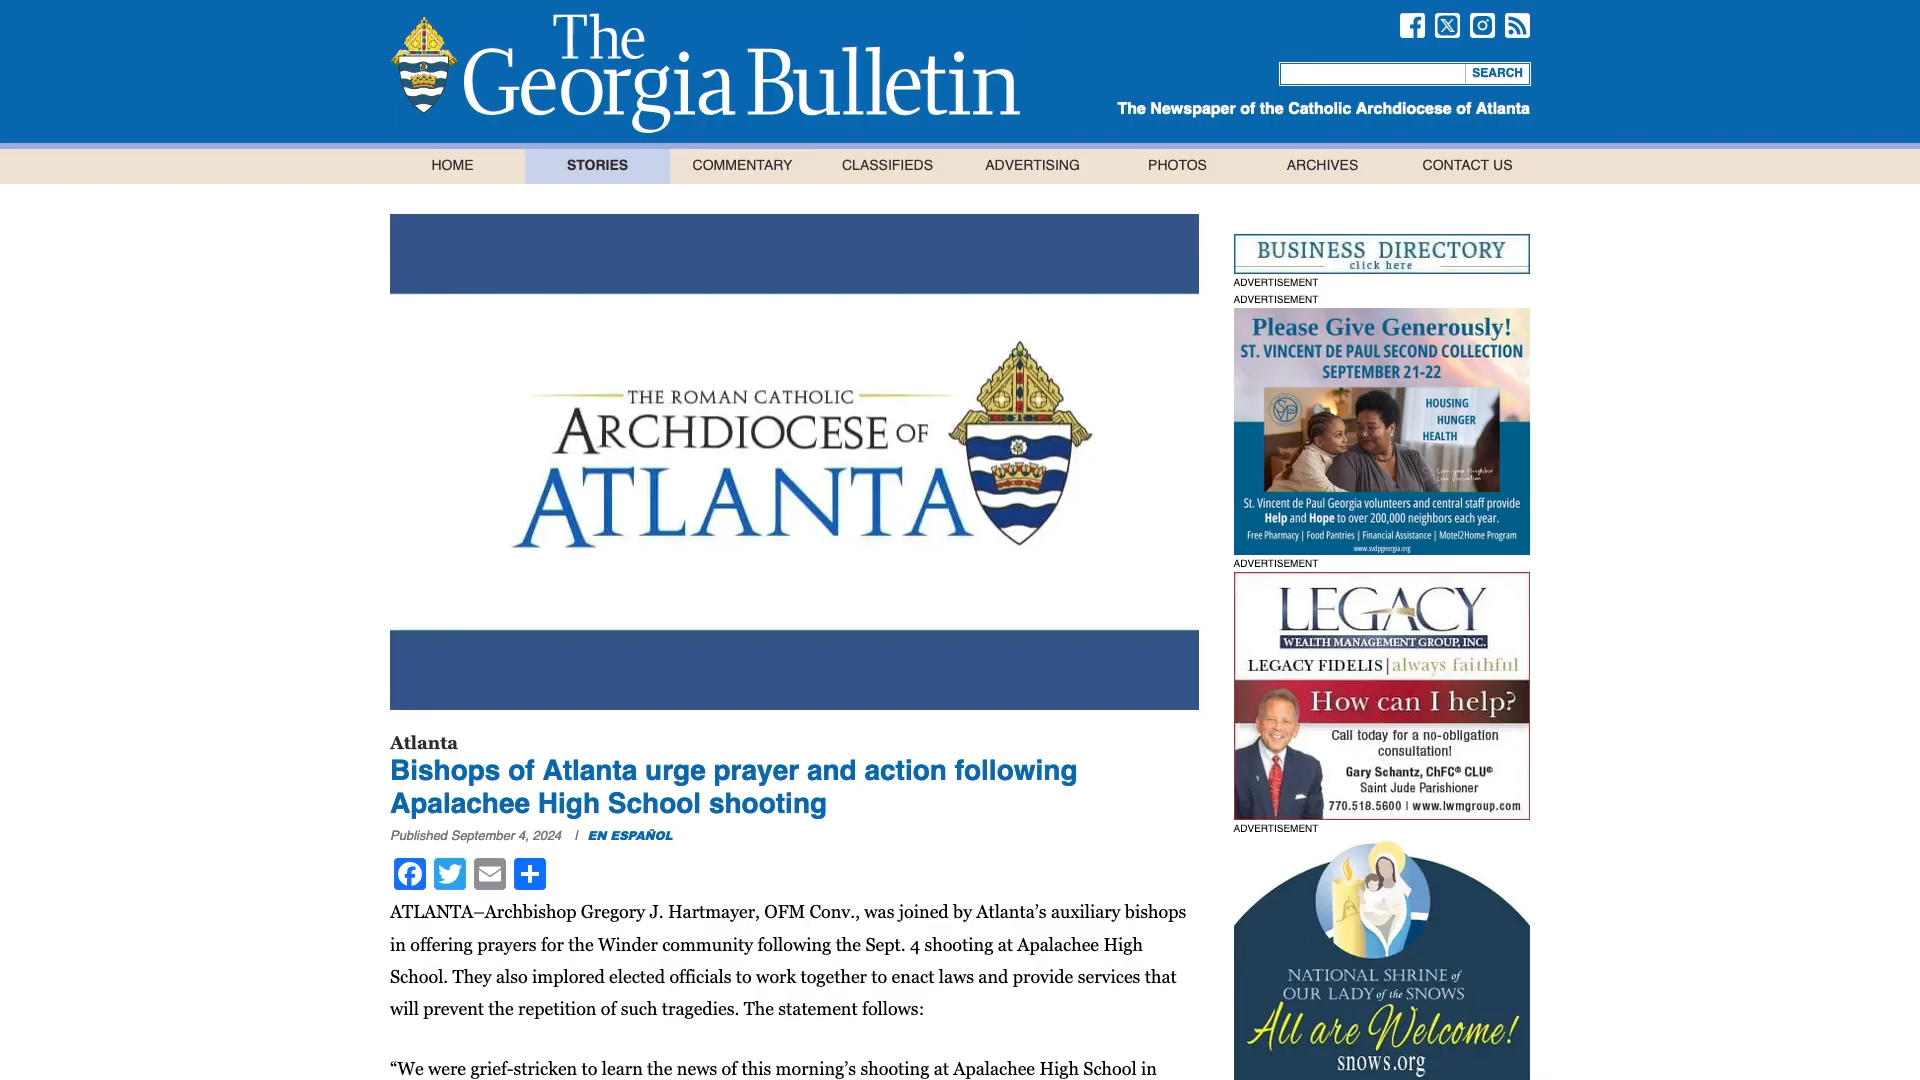 The
Georgia Bulletin
SEARCH
The Newspaper of the Catholic Archdiocese of Atlanta
HOME
STORIES
COMMENTARY
CLASSIFIEDS
ADVERTISING
PHOTOS
ARCHIVES
CONTACT US
THE ROMAN CATHOLIC
ARCHDIOCESE OF
ATLANTA
Atlanta
Bishops of Atlanta urge prayer and action following
Apalachee High School shooting
Published September 4, 2024 | EN ESPAÑOL
ATLANTA–Archbishop Gregory J. Hartmayer, OFM Conv., was joined by Atlanta’s auxiliary bishops
in offering prayers for the Winder community following the Sept. 4 shooting at Apalachee High
School. They also implored elected officials to work together to enact laws and provide services that
will prevent the repetition of such tragedies. The statement follows:
“We were grief-stricken to learn the news of this morning’s shooting at Apalachee High School in
BUSINESS DIRECTORY
click here
ADVERTISEMENT
ADVERTISEMENT
Please Give Generously!
ST. VINCENT DE PAUL SECOND COLLECTION
SEPTEMBER 21-22
HOUSING
HUNGER
HEALTH
Love your Neighbor
Live Vincentian
St. Vincent de Paul Georgia volunteers and central staff provide
Help and Hope to over 200,000 neighbors each year.
Free Pharmacy | Food Pantries | Financial Assistance | Motel2Home Program
www.svdpgeorgia.org
ADVERTISEMENT
LEGACY
WEALTH MANAGEMENT GROUP, INC.
LEGACY FIDELIS | always faithful
How can I help?
Call today for a no-obligation
consultation!
Gary Schantz, ChFC® CLU®
Saint Jude Parishioner
770.518.5600 | www.lwmgroup.com
ADVERTISEMENT
NATIONAL SHRINE of
OUR LADY of the SNOWS
All are Welcome!
snows.org